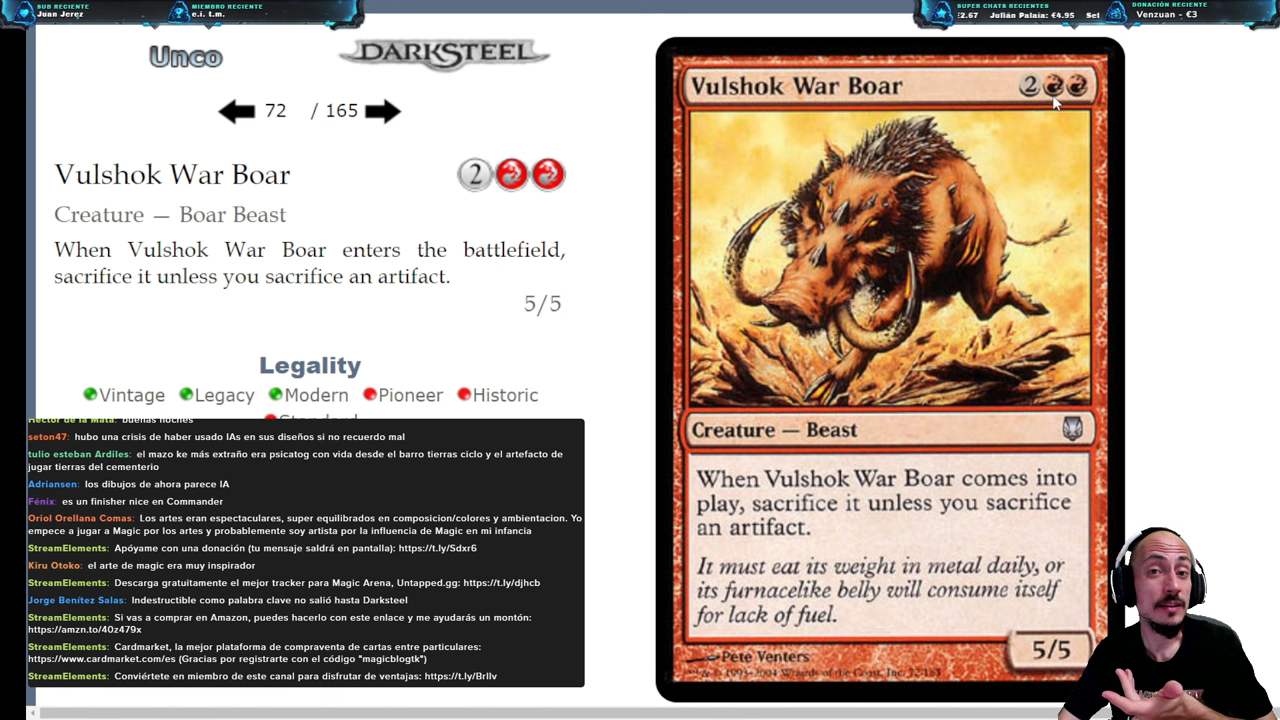 SUB RECIENTE
Juan Jerez
MIEMBRO RECIENTE
e.i. t.m.
SUPER CHATS RECIENTES
£2.67 Julián Palaia: €4.95 Sel
DONACIÓN RECIENTE
Venzuan - €3
Unco
DARKSTEEL
72 / 165
Vulshok War Boar 2
Creature — Boar Beast
When Vulshok War Boar enters the battlefield,
sacrifice it unless you sacrifice an artifact.
5/5
Legality
Vintage Legacy Modern Pioneer Historic
Hector de la Mata: buenas noches
seton47: hubo una crisis de haber usado IAs en sus diseños si no recuerdo mal
tulio esteban Ardiles: el mazo ke más extraño era psicatog con vida desde el barro tierras ciclo y el artefacto de
jugar tierras del cementerio
Adriansen: los dibujos de ahora parece IA
Fénix: es un finisher nice en Commander
Oriol Orellana Comas: Los artes eran espectaculares, super equilibrados en composicion/colores y ambientacion. Yo
empece a jugar a Magic por los artes y probablemente soy artista por la influencia de Magic en mi infancia
StreamElements: Apóyame con una donación (tu mensaje saldrá en pantalla): https://t.ly/Sdxr6
Kiru Otoko: el arte de magic era muy inspirador
StreamElements: Descarga gratuitamente el mejor tracker para Magic Arena, Untapped.gg: https://t.ly/djhcb
Jorge Benítez Salas: Indestructible como palabra clave no salió hasta Darksteel
StreamElements: Si vas a comprar en Amazon, puedes hacerlo con este enlace y me ayudarás un montón:
https://amzn.to/40z479x
StreamElements: Cardmarket, la mejor plataforma de compraventa de cartas entre particulares:
https://www.cardmarket.com/es (Gracias por registrarte con el código "magicblogtk")
StreamElements: Conviértete en miembro de este canal para disfrutar de ventajas: https://t.ly/BrlIv
Vulshok War Boar 2
Creature — Beast
When Vulshok War Boar comes into
play, sacrifice it unless you sacrifice
an artifact.
It must eat its weight in metal daily, or
its furnacelike belly will consume itself
for lack of fuel.
5/5
Pete Venters
1993-2004 Wizards of the Coast, Inc. 72/165